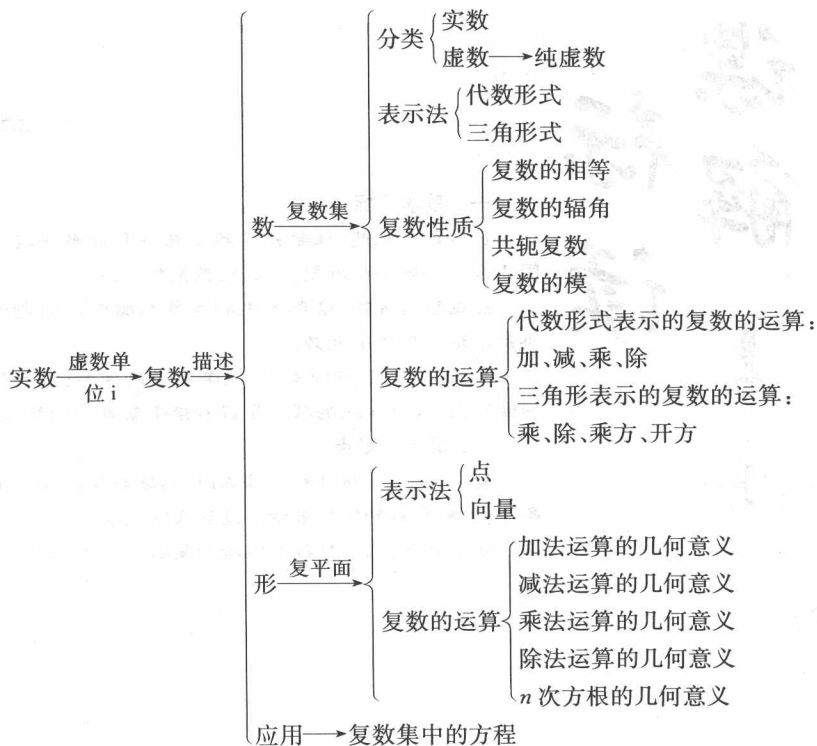 分类
实数
虚数→纯虚数
表示法
代数形式
三角形式
数 复数集
复数性质
复数的相等
复数的辐角
共轭复数
复数的模
实数 虚数单位 i 复数 描述
复数的运算
代数形式表示的复数的运算：
加、减、乘、除
三角形表示的复数的运算：
乘、除、乘方、开方
形 复平面
表示法
点
向量
复数的运算
加法运算的几何意义
减法运算的几何意义
乘法运算的几何意义
除法运算的几何意义
n 次方根的几何意义
应用→复数集中的方程